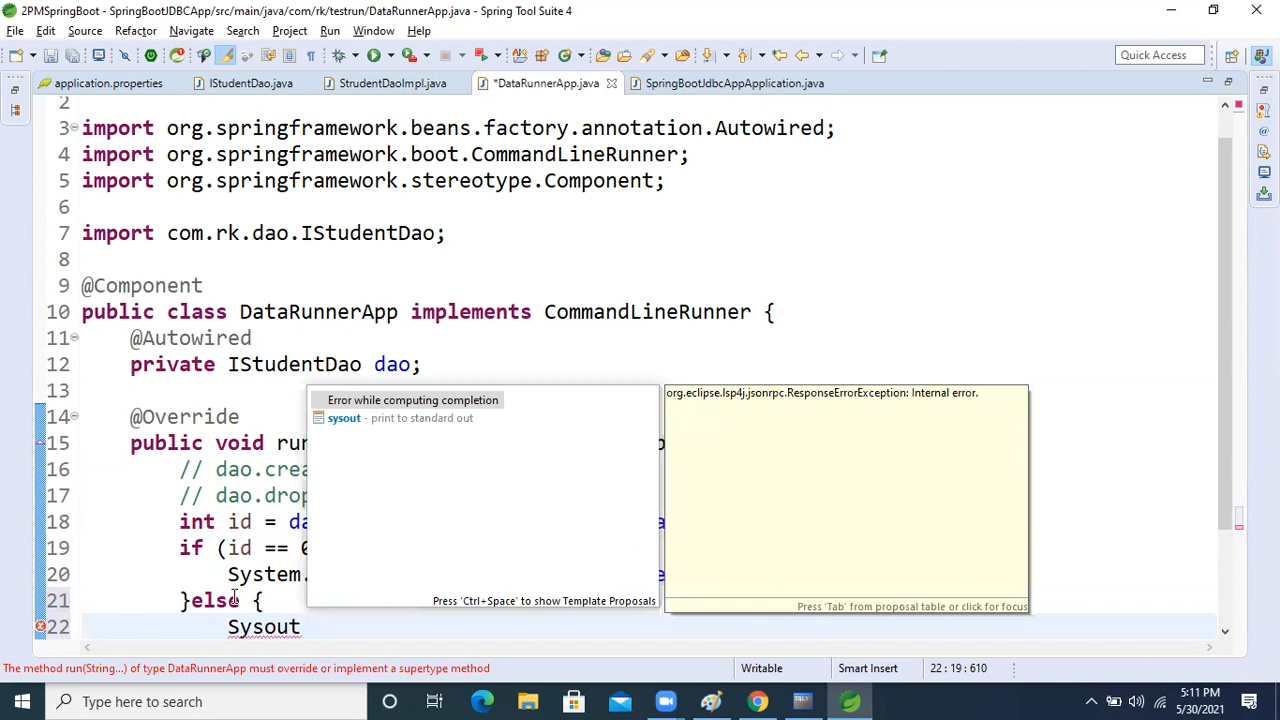 2PMSpringBoot - SpringBootJDBCApp/src/main/java/com/rk/testrun/DataRunnerApp.java - Spring Tool Suite 4
File Edit Source Refactor Navigate Search Project Run Window Help
Quick Access
application.properties IStudentDao.java StrudentDaoImpl.java *DataRunnerApp.java SpringBootJdbcAppApplication.java
2
3 import org.springframework.beans.factory.annotation.Autowired;
4 import org.springframework.boot.CommandLineRunner;
5 import org.springframework.stereotype.Component;
6
7 import com.rk.dao.IStudentDao;
8
9 @Component
10 public class DataRunnerApp implements CommandLineRunner {
11 @Autowired
12 private IStudentDao dao;
13
14 @Override
15 public void run
16 // dao.crea
17 // dao.drop
18 int id = da
19 if (id == 0
20 System.
21 }else {
22 Sysout
Error while computing completion
sysout - print to standard out
Press 'Ctrl+Space' to show Template Proposals
org.eclipse.lsp4j.jsonrpc.ResponseErrorException: Internal error.
Press 'Tab' from proposal table or click for focus
The method run(String...) of type DataRunnerApp must override or implement a supertype method
Writable Smart Insert 22 : 19 : 610
Type here to search
5:11 PM
5/30/2021